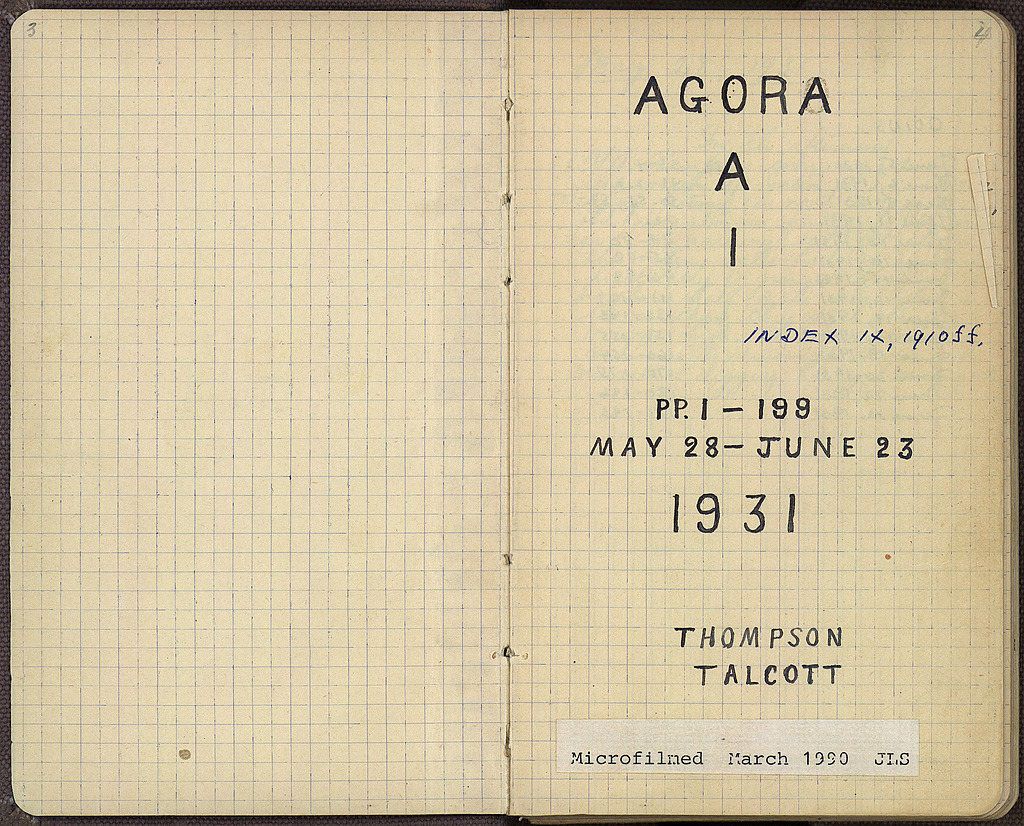 3
4
AGORA
A
I
INDEX IX, 1910ff.
PP. 1 – 199
MAY 28 – JUNE 23
1931
THOMPSON
TALCOTT
Microfilmed March 1990 JLS